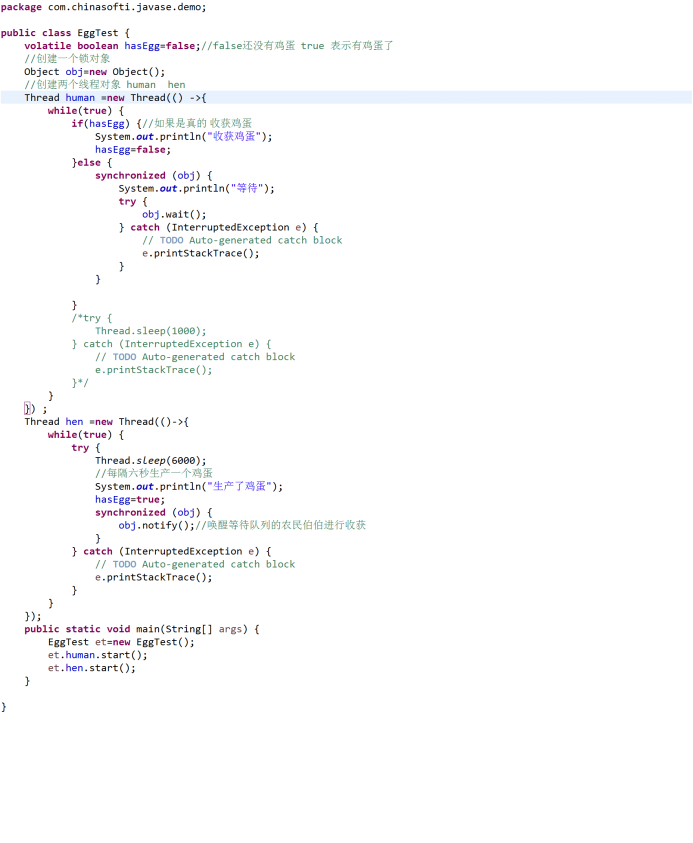 package com.chinasofti.javase.demo;
public class EggTest {
volatile boolean hasEgg=false;//false还没有鸡蛋 true 表示有鸡蛋了
//创建一个锁对象
Object obj=new Object();
//创建两个线程对象 human  hen
Thread human =new Thread(() ->{
while(true) {
if(hasEgg) {//如果是真的 收获鸡蛋
System.out.println("收获鸡蛋");
hasEgg=false;
}else {
synchronized (obj) {
System.out.println("等待");
try {
obj.wait();
} catch (InterruptedException e) {
// TODO Auto-generated catch block
e.printStackTrace();
}
}
}
/*try {
Thread.sleep(1000);
} catch (InterruptedException e) {
// TODO Auto-generated catch block
e.printStackTrace();
}*/
}
}) ;
Thread hen =new Thread(()->{
while(true) {
try {
Thread.sleep(6000);
//每隔六秒生产一个鸡蛋
System.out.println("生产了鸡蛋");
hasEgg=true;
synchronized (obj) {
obj.notify();//唤醒等待队列的农民伯伯进行收获
}
} catch (InterruptedException e) {
// TODO Auto-generated catch block
e.printStackTrace();
}
}
});
public static void main(String[] args) {
EggTest et=new EggTest();
et.human.start();
et.hen.start();
}
}